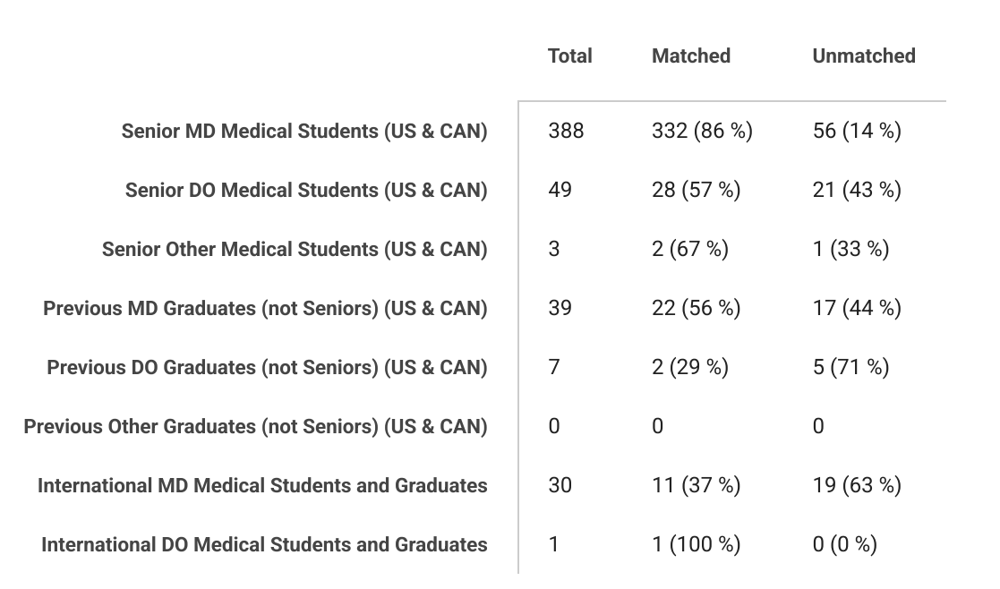 Total Matched Unmatched
Senior MD Medical Students (US & CAN) 388 332 (86 %) 56 (14 %)
Senior DO Medical Students (US & CAN) 49 28 (57 %) 21 (43 %)
Senior Other Medical Students (US & CAN) 3 2 (67 %) 1 (33 %)
Previous MD Graduates (not Seniors) (US & CAN) 39 22 (56 %) 17 (44 %)
Previous DO Graduates (not Seniors) (US & CAN) 7 2 (29 %) 5 (71 %)
Previous Other Graduates (not Seniors) (US & CAN) 0 0 0
International MD Medical Students and Graduates 30 11 (37 %) 19 (63 %)
International DO Medical Students and Graduates 1 1 (100 %) 0 (0 %)